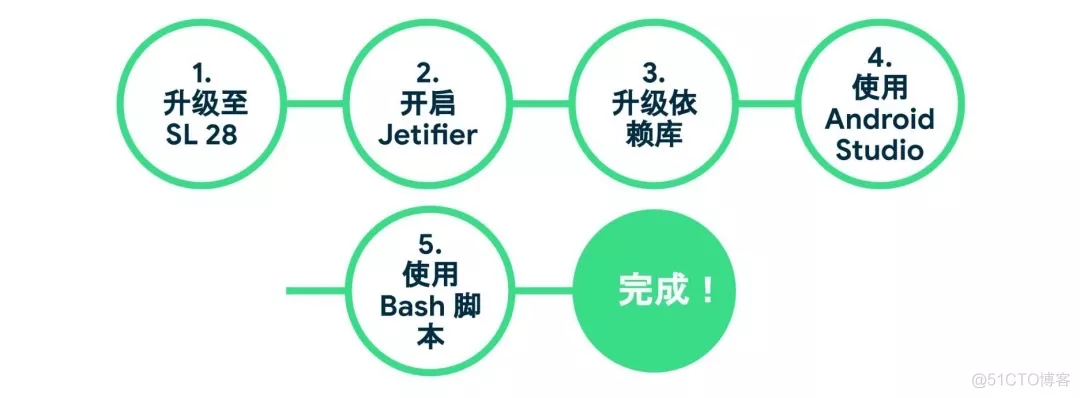 1.
升级至
SL 28
2.
开启
Jetifier
3.
升级依
赖库
4.
使用
Android
Studio
5.
使用
Bash 脚
本
完成！
@51CTO博客